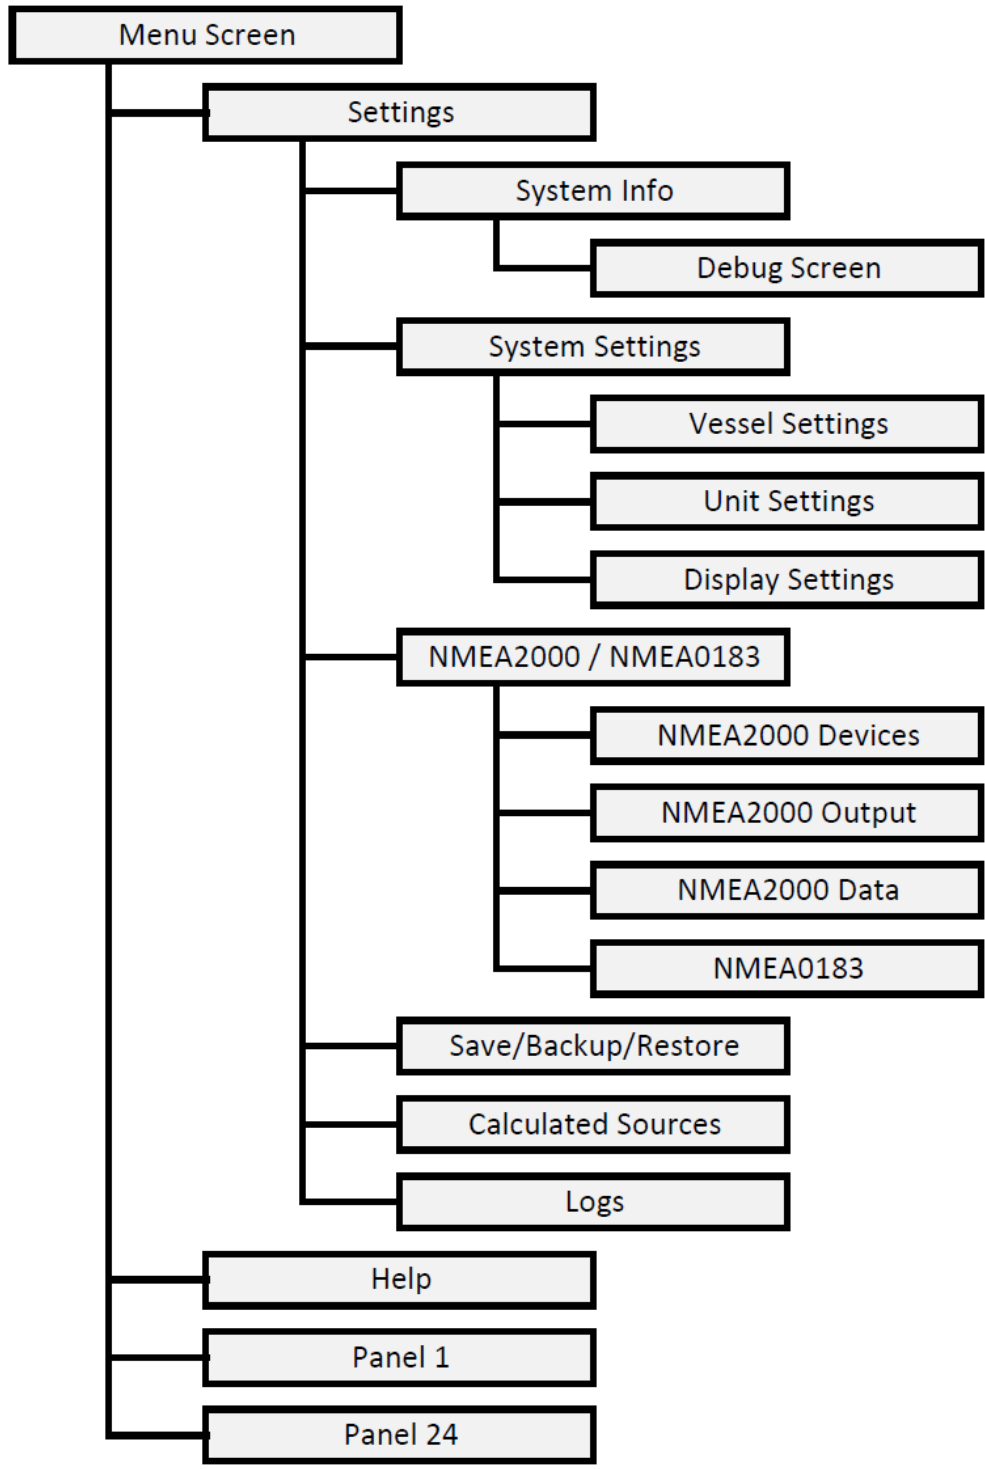 Menu Screen
Settings
System Info
Debug Screen
System Settings
Vessel Settings
Unit Settings
Display Settings
NMEA2000 / NMEA0183
NMEA2000 Devices
NMEA2000 Output
NMEA2000 Data
NMEA0183
Save/Backup/Restore
Calculated Sources
Logs
Help
Panel 1
Panel 24